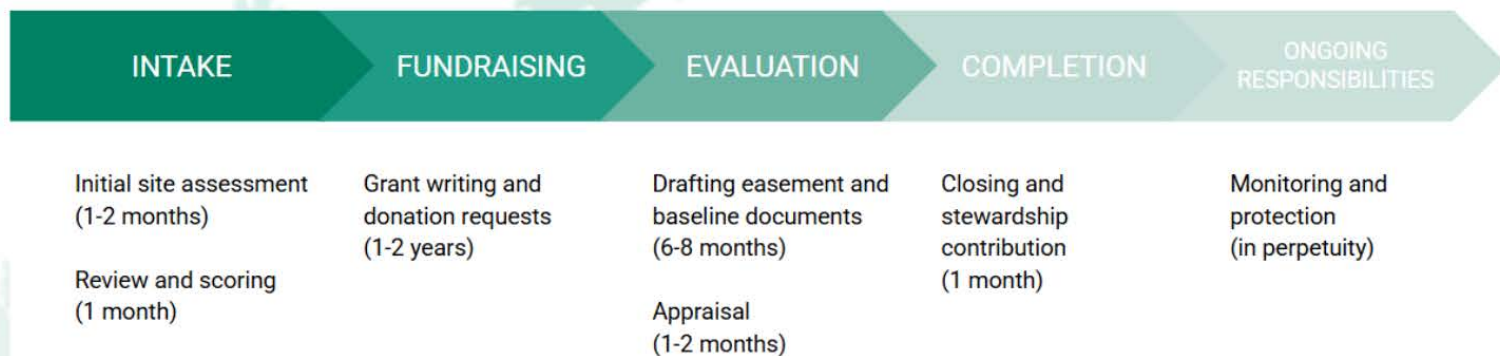 INTAKE
FUNDRAISING
EVALUATION
COMPLETION
ONGOING
RESPONSIBILITIES
Initial site assessment
(1-2 months)
Review and scoring
(1 month)
Grant writing and
donation requests
(1-2 years)
Drafting easement and
baseline documents
(6-8 months)
Appraisal
(1-2 months)
Closing and
stewardship
contribution
(1 month)
Monitoring and
protection
(in perpetuity)